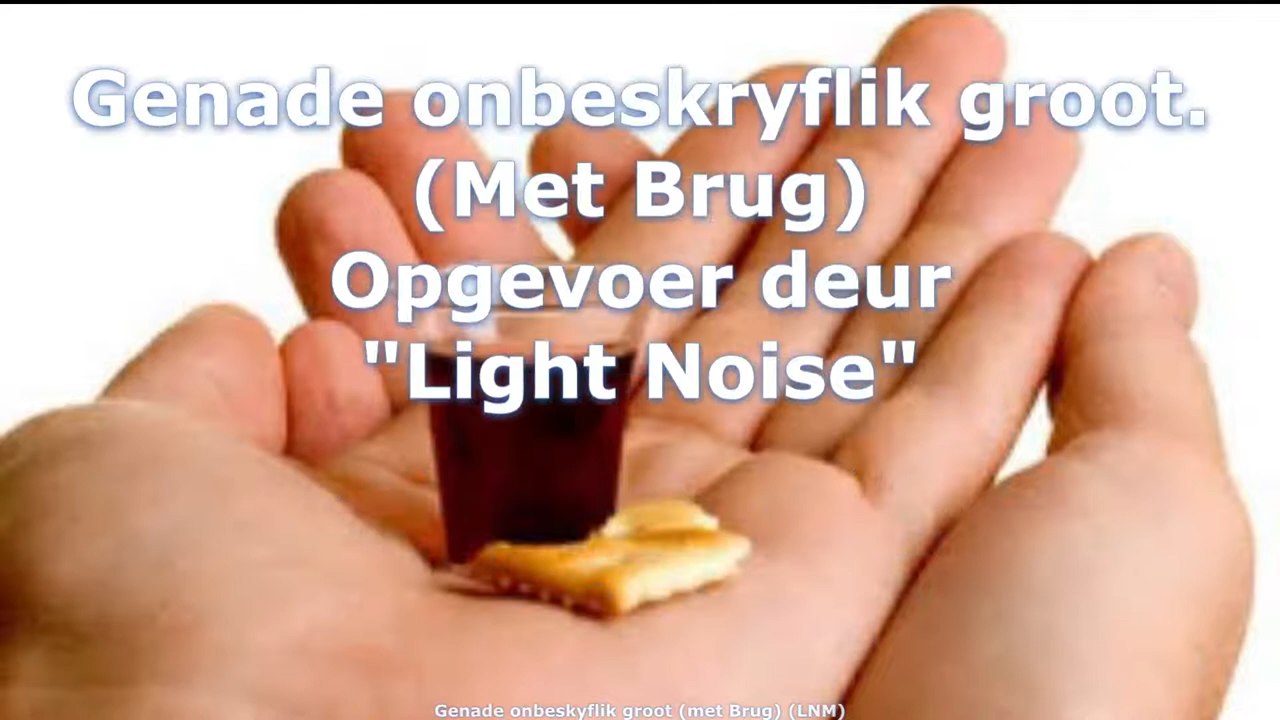 Genade onbeskryflik groot.
(Met Brug)
Opgevoer deur
"Light Noise"
Genade onbeskyflik groot (met Brug) (LNM)